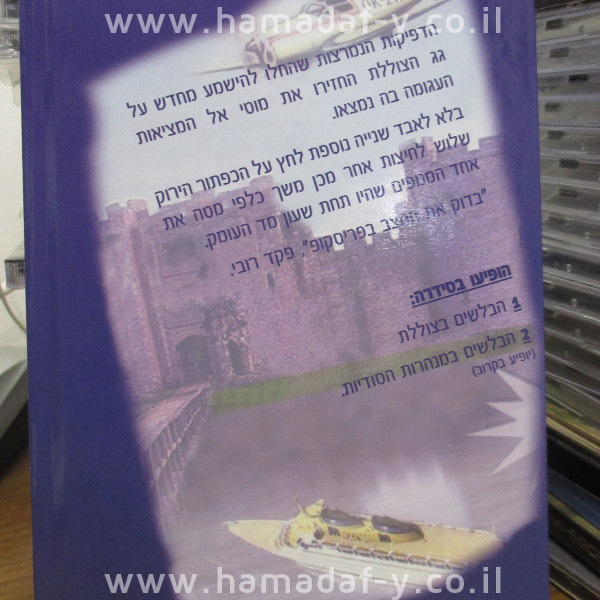 www.hamadaf-y.co.il
הדפיקות הנמרצות שהחלו להישמע מחדש על
גג הצוללת החזירו את מוסי אל המציאות
העגומה בה נמצאו.
בלא לאבד שנייה נוספת לחץ על הכפתור הירוק
שלוש לחיצות אחר מכן משך כלפי מטה את
אחד המנופים שהיו תחת שעון מד העומק.
"בדוק את המצב בפריסקופ", פקד רובי.
הופיעו בסידרה:
1 הבלשים בצוללת
2 הבלשים במנהרות הסודיות.
(יופיע בקרוב)
www.hamadaf-y.co.il